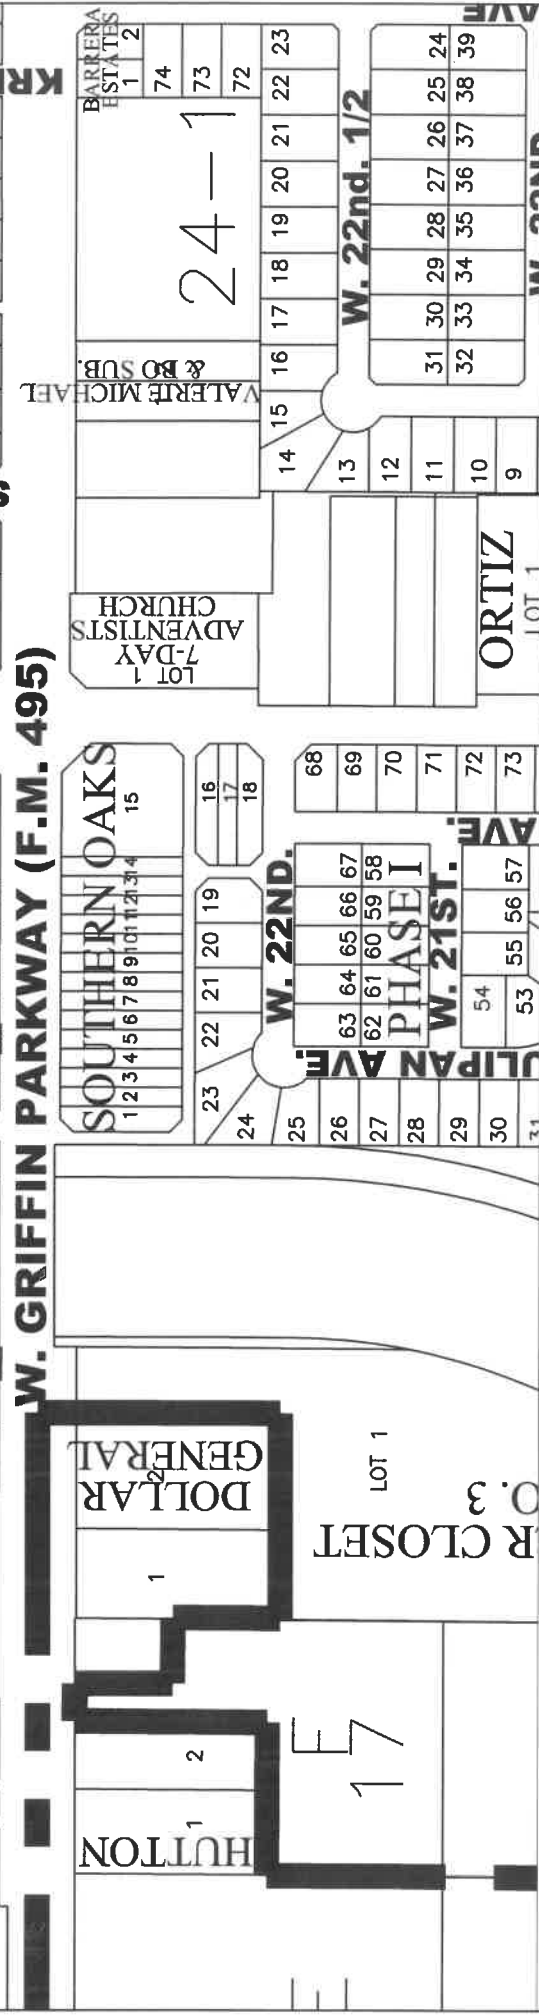 W. GRIFFIN PARKWAY (F.M. 495)
KR
AVE
BARRERA
ESTATES
1 2
74
73
72
24-1
VALERIE MICHAEL
& BO SUB.
1
23
22
21
20
19
18
17
16
15
14
13
12
11
10
9
W. 22nd. 1/2
24 39
25 38
26 37
27 36
28 35
29 34
30 33
31 32
LOT 1
7-DAY
ADVENTISTS
CHURCH
ORTIZ
LOT 1
SOUTHERN OAKS
1 2 3 4 5 6 7 8 9 10 11 12 13 14
15
16
17
18
19
20
21
22
23
24
25
26
27
28
29
30
31
W. 22ND.
68
69
70
71
72
73
AVE.
63 64 65 66 67
62 61 60 59 58
PHASE I
W. 21ST.
ULIPAN AVE.
54 55 56 57
53
DOLLAR
GENERAL
2
1
LOT 1
R CLOSET
O. 3
E
17
HUTTON
1
2